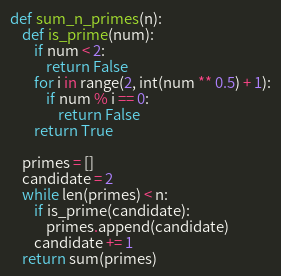 def sum_n_primes(n):
    def is_prime(num):
        if num < 2:
            return False
        for i in range(2, int(num ** 0.5) + 1):
            if num % i == 0:
                return False
        return True

    primes = []
    candidate = 2
    while len(primes) < n:
        if is_prime(candidate):
            primes.append(candidate)
        candidate += 1
    return sum(primes)